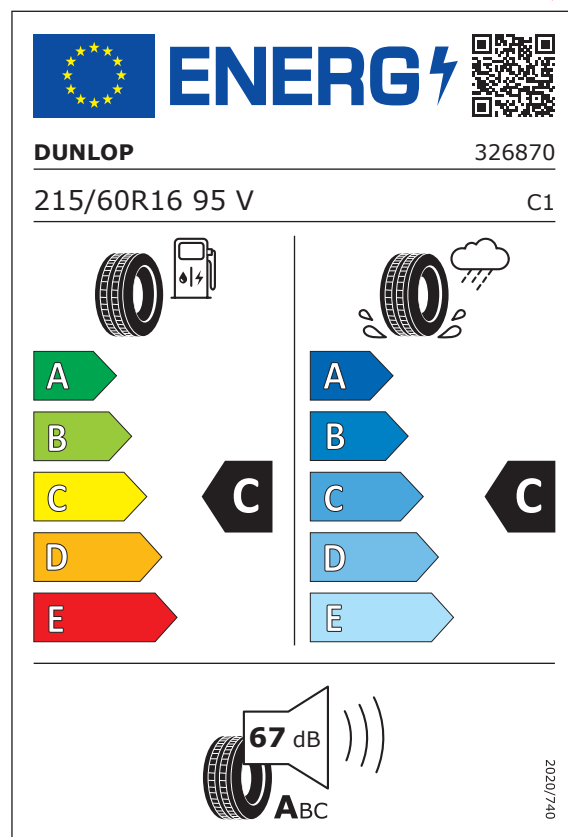 ENERG
DUNLOP 326870
215/60R16 95 V C1
A A
B B
C C C C
D D
E E
67 dB
ABC
2020/740